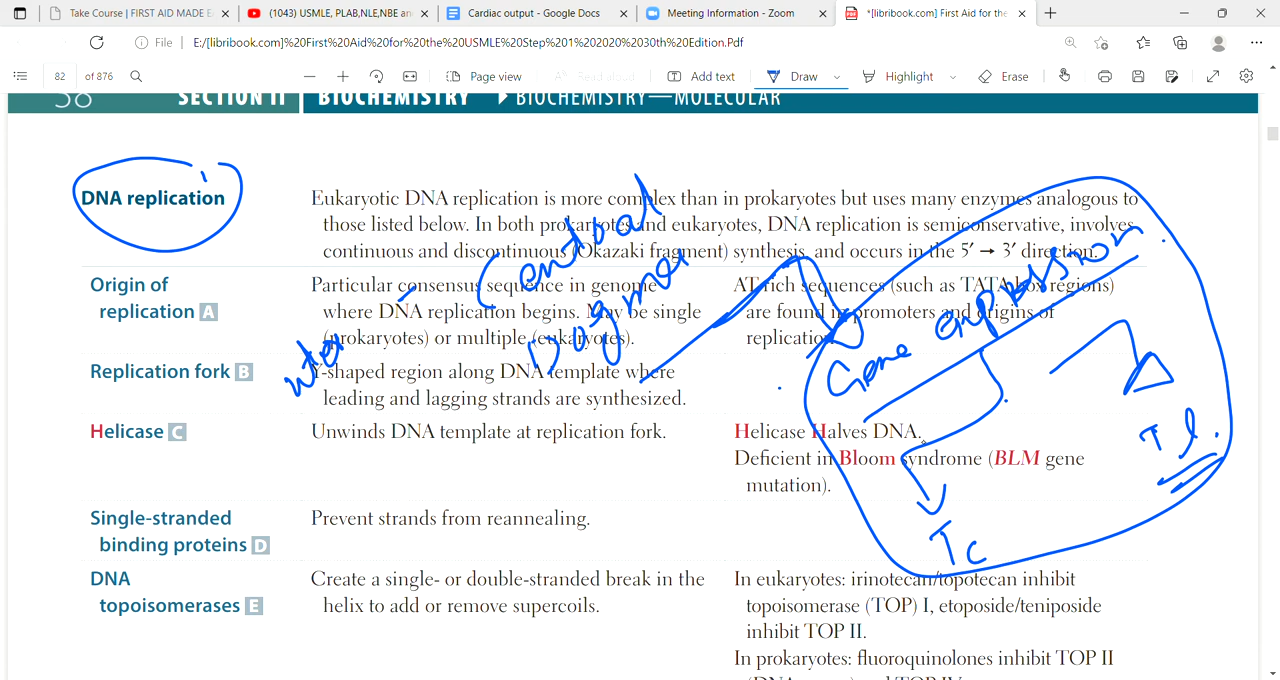 Take Course | FIRST AID MADE E
(1043) USMLE, PLAB,NLE,NBE an
Cardiac output - Google Docs
Meeting Information - Zoom
*[libribook.com] First Aid for the
File | E:/[libribook.com]%20First%20Aid%20for%20the%20USMLE%20Step%201%202020%2030th%20Edition.Pdf
82 of 876
Page view
Read aloud
Add text
Draw
Highlight
Erase
58 SECTION II BIOCHEMISTRY ▶ BIOCHEMISTRY—MOLECULAR
DNA replication
Eukaryotic DNA replication is more complex than in prokaryotes but uses many enzymes analogous to
those listed below. In both prokaryotes and eukaryotes, DNA replication is semiconservative, involves
continuous and discontinuous (Okazaki fragment) synthesis, and occurs in the 5′ → 3′ direction.
Origin of
replication A
Particular consensus sequence in genome
where DNA replication begins. May be single
(prokaryotes) or multiple (eukaryotes).
AT-rich sequences (such as TATA box regions)
are found in promoters and origins of
replication.
Replication fork B
Y-shaped region along DNA template where
leading and lagging strands are synthesized.
Helicase C
Unwinds DNA template at replication fork.
Helicase Halves DNA.
Deficient in Bloom syndrome (BLM gene
mutation).
Single-stranded
binding proteins D
Prevent strands from reannealing.
DNA
topoisomerases E
Create a single- or double-stranded break in the
helix to add or remove supercoils.
In eukaryotes: irinotecan/topotecan inhibit
topoisomerase (TOP) I, etoposide/teniposide
inhibit TOP II.
In prokaryotes: fluoroquinolones inhibit TOP II
Central
Dogma
Gene
Tc
Tl.